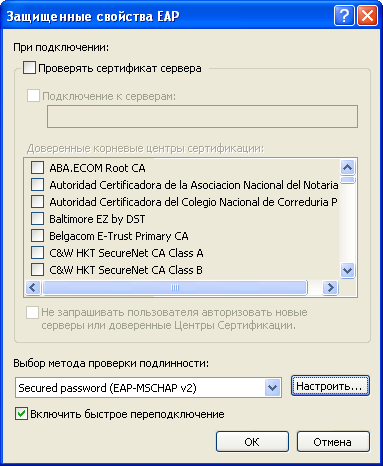 Защищенные свойства EAP
При подключении:
Проверять сертификат сервера
Подключение к серверам:
Доверенные корневые центры сертификации:
ABA.ECOM Root CA
Autoridad Certificadora de la Asociacion Nacional del Notaria
Autoridad Certificadora del Colegio Nacional de Correduria P
Baltimore EZ by DST
Belgacom E-Trust Primary CA
C&W HKT SecureNet CA Class A
C&W HKT SecureNet CA Class B
Не запрашивать пользователя авторизовать новые
серверы или доверенные Центры Сертификации.
Выбор метода проверки подлинности:
Secured password (EAP-MSCHAP v2)
Настроить...
Включить быстрое переподключение
OK
Отмена